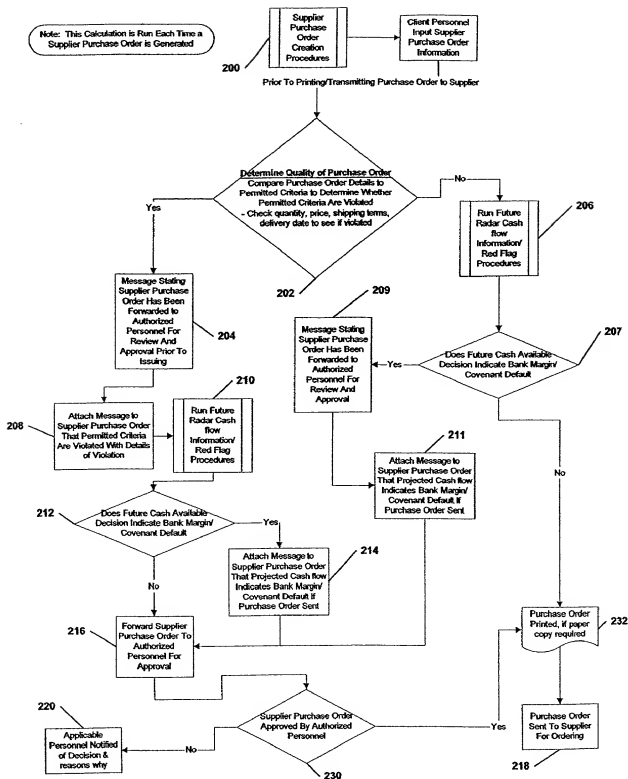 Note: This Calculation is Run Each Time a
Supplier Purchase Order is Generated
Supplier
Purchase
Order
Creation
Procedures
200
Client Personnel
Input Supplier
Purchase Order
Information
Prior To Printing/Transmitting Purchase Order to Supplier
Determine Quality of Purchase Order
Compare Purchase Order Details to
Permitted Criteria to Determine Whether
Permitted Criteria Are Violated
- Check quantity, price, shipping terms,
delivery date to see if violated
202
Yes
No
Run Future
Radar Cash
flow
Information/
Red Flag
Procedures
206
Message Stating
Supplier Purchase
Order Has Been
Forwarded to
Authorized
Personnel For
Review And
Approval Prior To
Issuing
204
209
Message Stating
Supplier Purchase
Order Has Been
Forwarded to
Authorized
Personnel For
Review And
Approval
Yes
Does Future Cash Available
Decision Indicate Bank Margin/
Covenant Default
207
208
Attach Message to
Supplier Purchase Order
That Permitted Criteria
Are Violated With Details
of Violation
210
Run Future
Radar Cash
flow
Information/
Red Flag
Procedures
211
Attach Message to
Supplier Purchase Order
That Projected Cash flow
Indicates Bank Margin/
Covenant Default If
Purchase Order Sent
No
212
Does Future Cash Available
Decision Indicate Bank Margin/
Covenant Default
Yes
214
Attach Message to
Supplier Purchase Order
That Projected Cash flow
Indicates Bank Margin/
Covenant Default If
Purchase Order Sent
No
216
Forward Supplier
Purchase Order To
Authorized
Personnel For
Approval
Purchase Order
Printed, if paper
copy required
232
220
Applicable
Personnel Notified
of Decision &
reasons why
No
Supplier Purchase Order
Approved By Authorized
Personnel
230
Yes
Purchase Order
Sent To Supplier
For Ordering
218